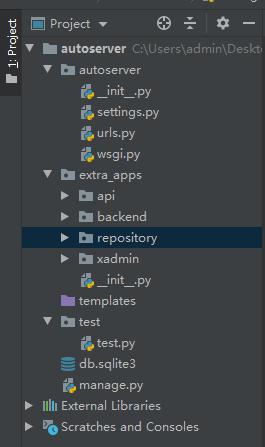 1: Project
Project
autoserver C:\Users\admin\Deskt
autoserver
__init__.py
settings.py
urls.py
wsgi.py
extra_apps
api
backend
repository
xadmin
__init__.py
templates
test
test.py
db.sqlite3
manage.py
External Libraries
Scratches and Consoles